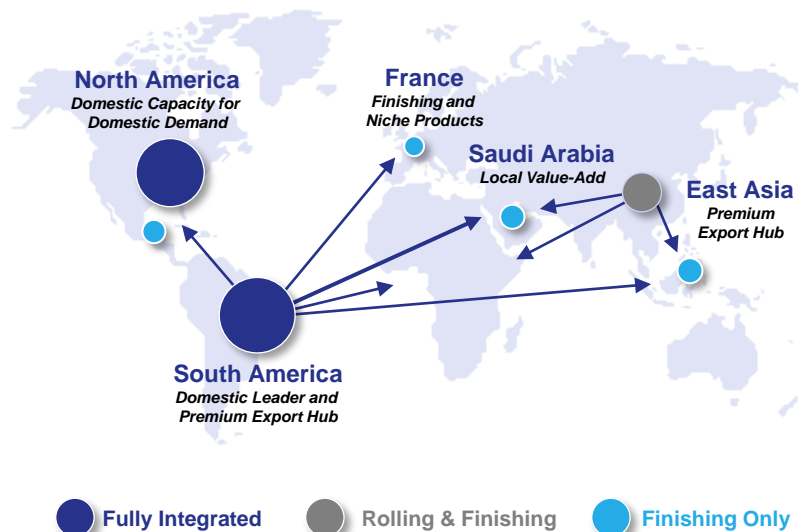 North America
Domestic Capacity for
Domestic Demand
France
Finishing and
Niche Products
Saudi Arabia
Local Value-Add
East Asia
Premium
Export Hub
South America
Domestic Leader and
Premium Export Hub
Fully Integrated
Rolling & Finishing
Finishing Only